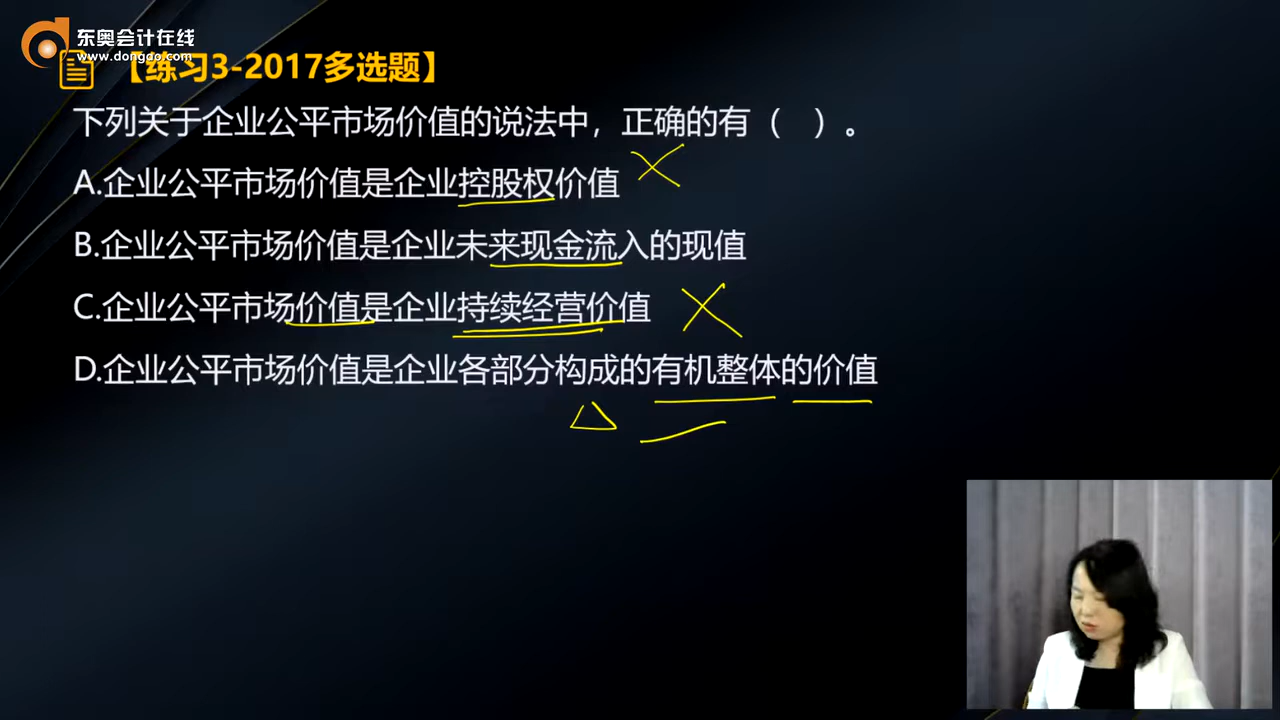 东奥会计在线
www.dongao.com
【练习3-2017多选题】
下列关于企业公平市场价值的说法中，正确的有（ ）。
A.企业公平市场价值是企业控股权价值
B.企业公平市场价值是企业未来现金流入的现值
C.企业公平市场价值是企业持续经营价值
D.企业公平市场价值是企业各部分构成的有机整体的价值